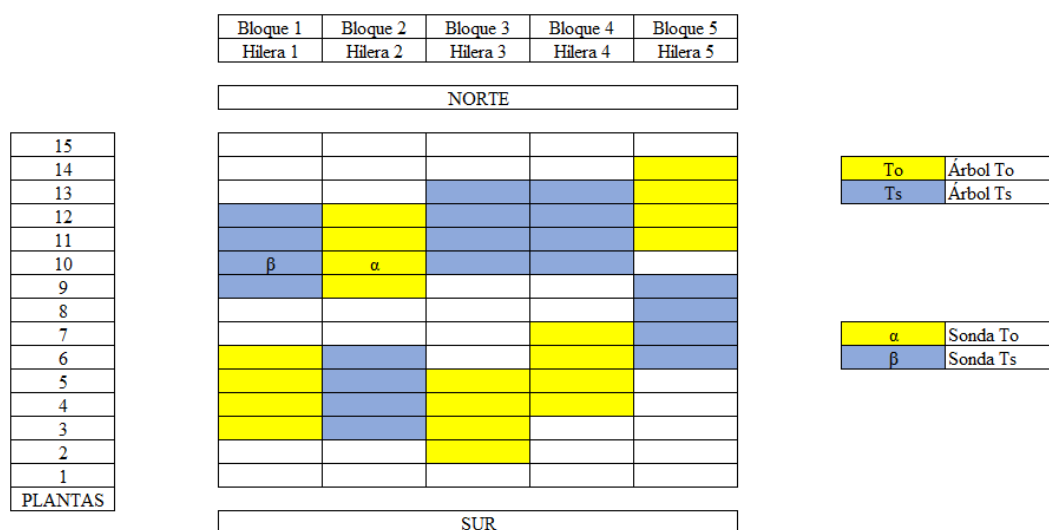 Bloque 1 Bloque 2 Bloque 3 Bloque 4 Bloque 5
Hilera 1 Hilera 2 Hilera 3 Hilera 4 Hilera 5
NORTE
15
14 To Árbol To
13 Ts Árbol Ts
12
11
10 β α
9
8
7 α Sonda To
6 β Sonda Ts
5
4
3
2
1
PLANTAS
SUR